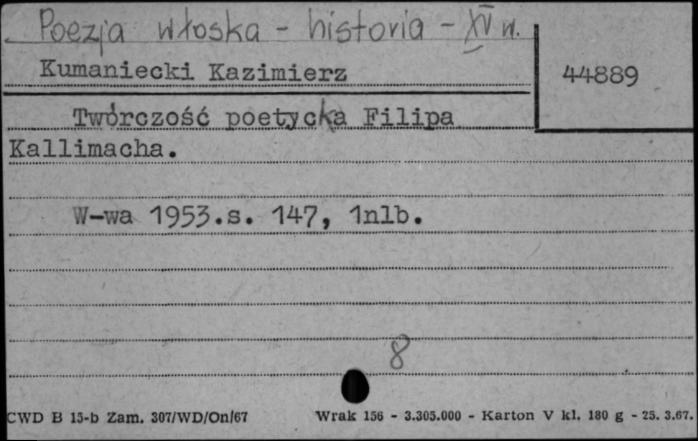 Poezja włoska - historia - XV w.
Kumaniecki Kazimierz
44889
Twórczość poetycka Filipa
Kallimacha.
W-wa 1953.s. 147, 1nlb.
8
CWD B 15-b Zam. 307/WD/On/67 Wrak 156 - 3.305.000 - Karton V kl. 180 g - 25. 3.67.